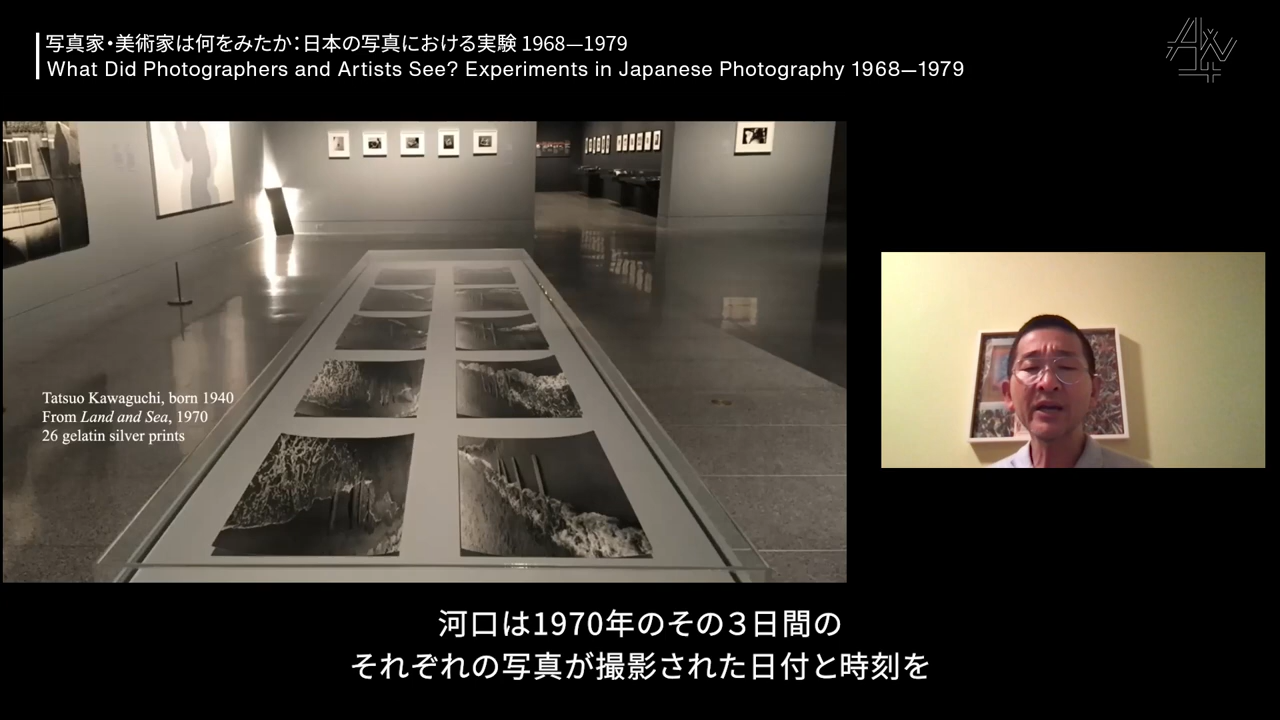 写真家・美術家は何をみたか：日本の写真における実験 1968—1979
What Did Photographers and Artists See? Experiments in Japanese Photography 1968—1979
Tatsuo Kawaguchi, born 1940
From Land and Sea, 1970
26 gelatin silver prints
河口は1970年のその３日間の
それぞれの写真が撮影された日付と時刻を